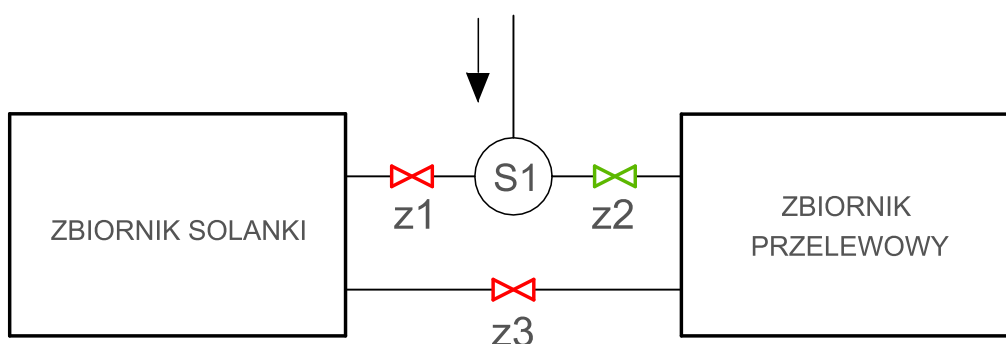 S1
z1
z2
ZBIORNIK SOLANKI
ZBIORNIK
PRZELEWOWY
z3